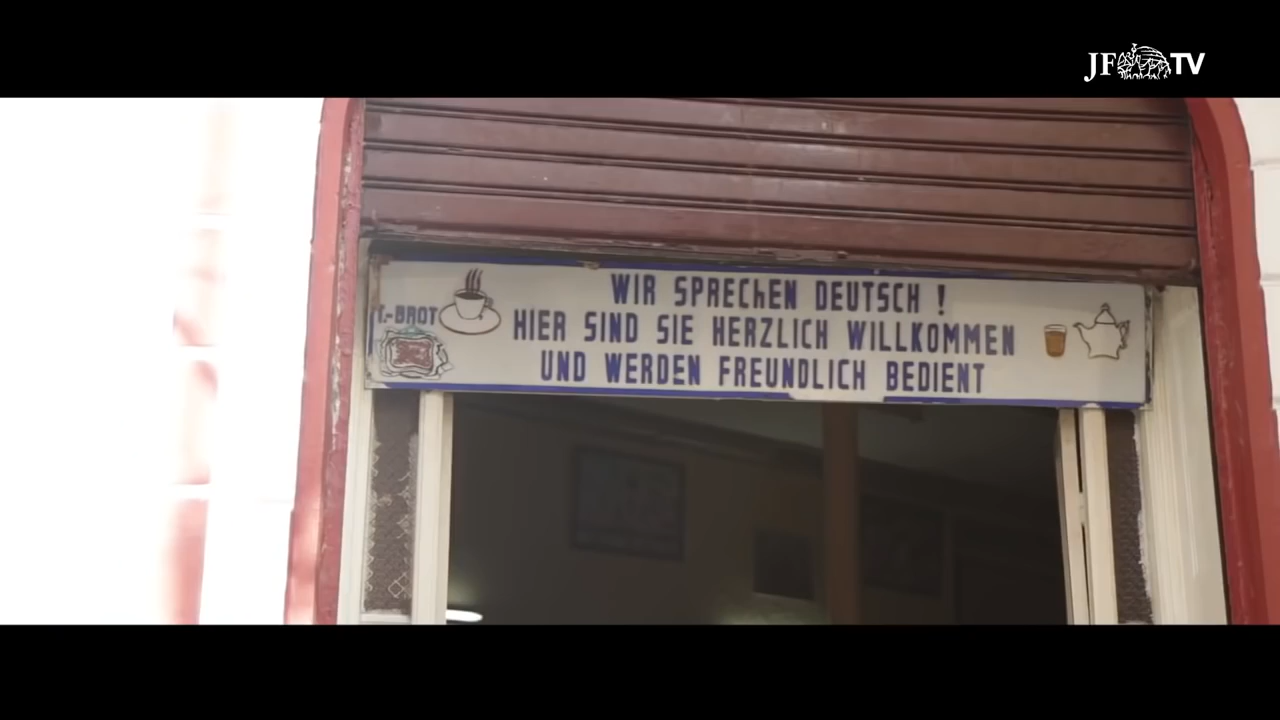 JF TV
WIR SPREChEN DEUTSCH !
T.-BROT
HIER SIND SIE HERZLICH WILLKOMMEN
UND WERDEN FREUNDLICH BEDIENT